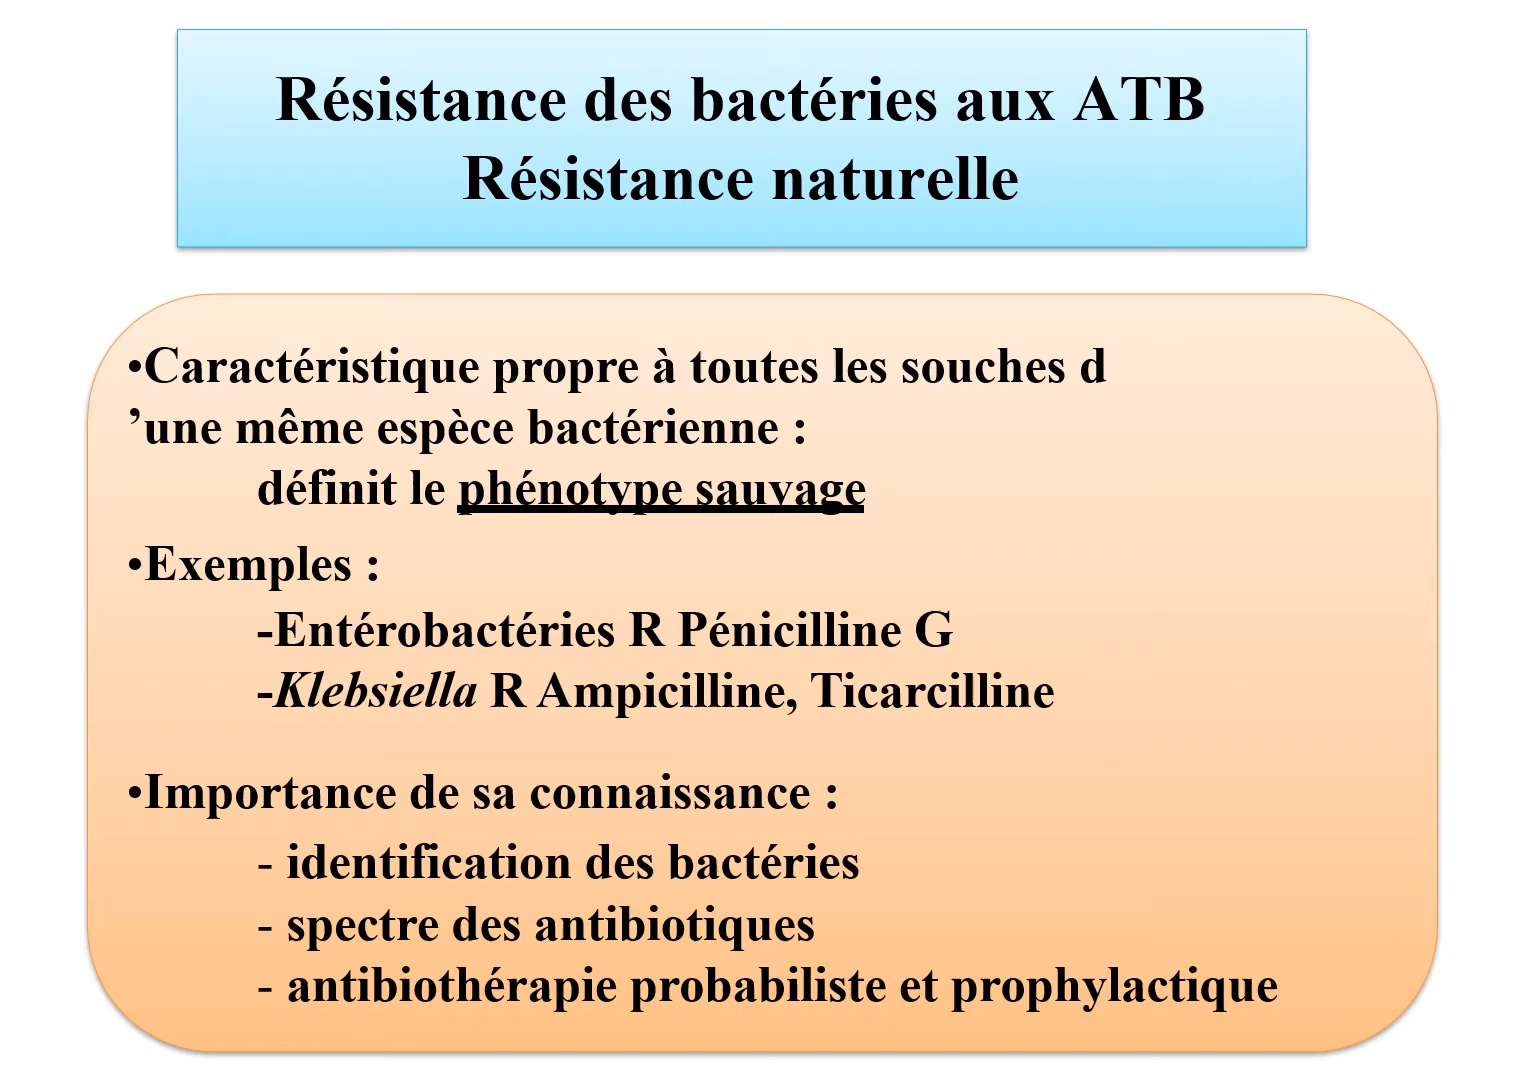 Résistance des bactéries aux ATB
Résistance naturelle
•Caractéristique propre à toutes les souches d
’une même espèce bactérienne :
définit le phénotype sauvage
•Exemples :
-Entérobactéries R Pénicilline G
-Klebsiella R Ampicilline, Ticarcilline
•Importance de sa connaissance :
- identification des bactéries
- spectre des antibiotiques
- antibiothérapie probabiliste et prophylactique